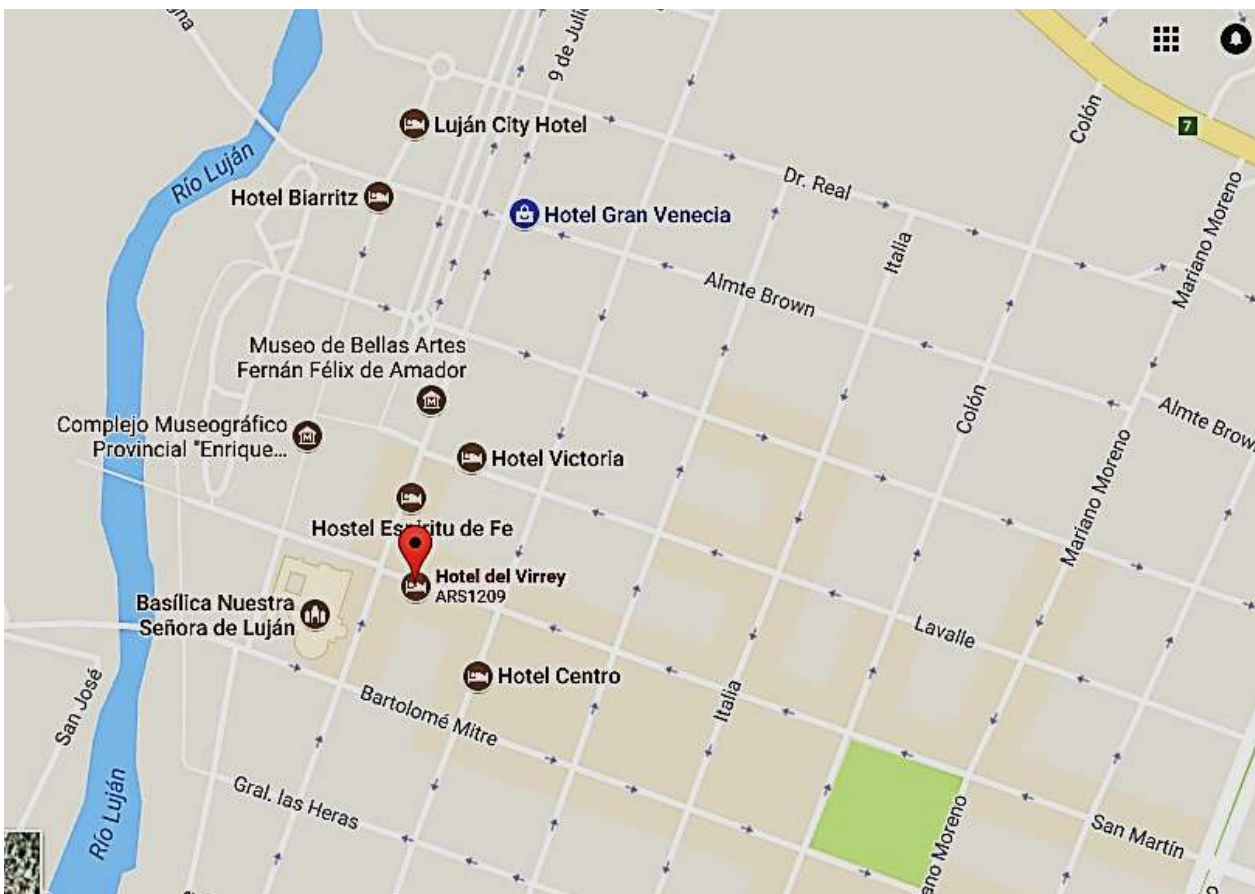 9 de Julio
Colón
7
Luján City Hotel
Río Luján
Dr. Real
Hotel Biarritz
Hotel Gran Venecia
Mariano Moreno
Italia
Almte Brown
Museo de Bellas Artes
Fernán Félix de Amador
Colón
Almte Brown
Complejo Museográfico
Provincial "Enrique...
Hotel Victoria
Mariano Moreno
Hostel Espiritu de Fe
Hotel del Virrey
ARS1209
Basílica Nuestra
Señora de Luján
Lavalle
Hotel Centro
San José
Italia
Bartolomé Mitre
Río Luján
Gral. las Heras
Moreno
San Martín